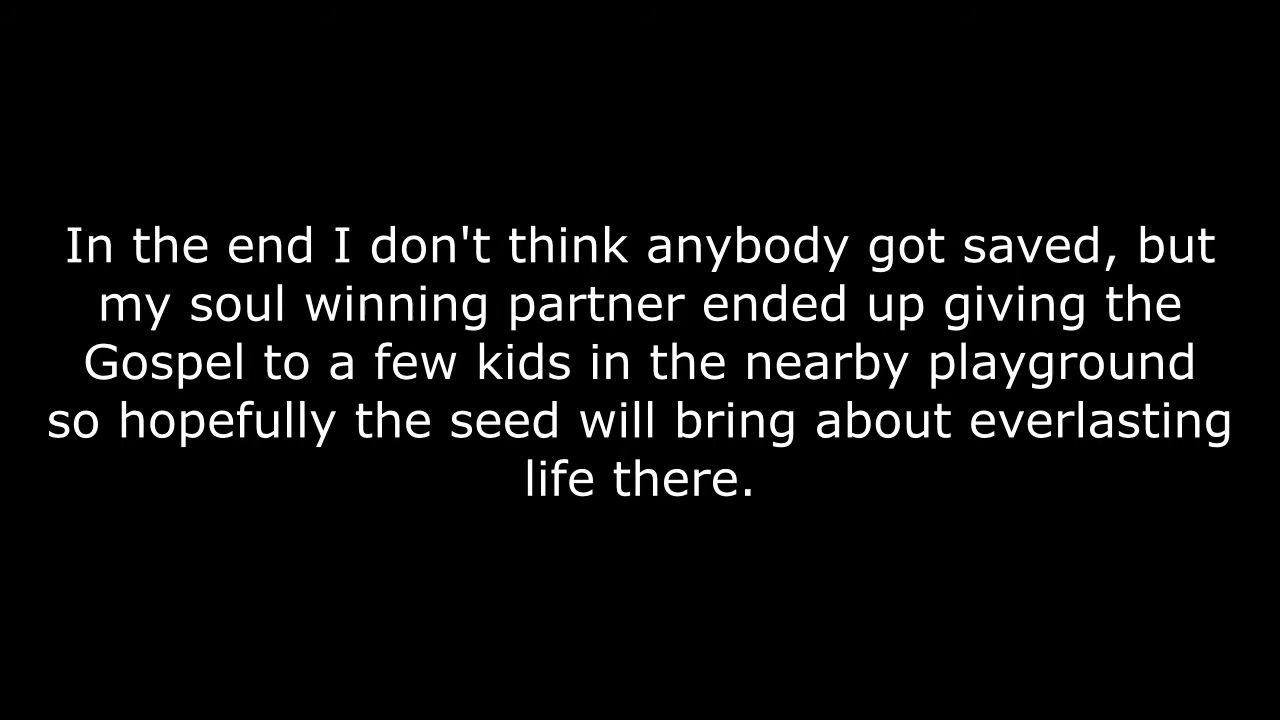 In the end I don't think anybody got saved, but
my soul winning partner ended up giving the
Gospel to a few kids in the nearby playground
so hopefully the seed will bring about everlasting
life there.